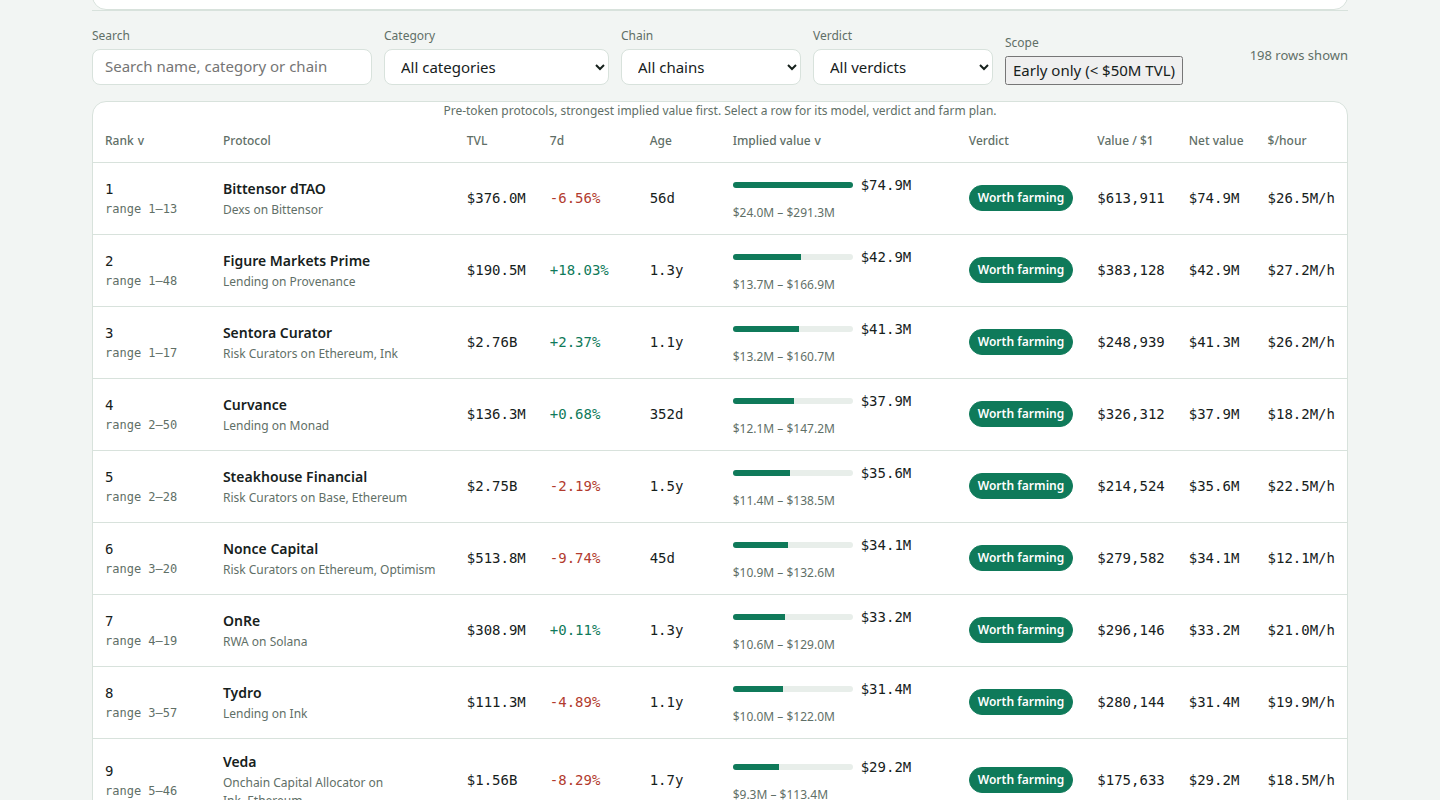 Search
Category
Chain
Verdict
Scope
Search name, category or chain
All categories
All chains
All verdicts
Early only (< $50M TVL)
198 rows shown
Pre-token protocols, strongest implied value first. Select a row for its model, verdict and farm plan.
Rank v Protocol TVL 7d Age Implied value v Verdict Value / $1 Net value $/hour
1 Bittensor dTAO $376.0M -6.56% 56d $74.9M Worth farming $613,911 $74.9M $26.5M/h
range 1–13 Dexs on Bittensor $24.0M – $291.3M
2 Figure Markets Prime $190.5M +18.03% 1.3y $42.9M Worth farming $383,128 $42.9M $27.2M/h
range 1–48 Lending on Provenance $13.7M – $166.9M
3 Sentora Curator $2.76B +2.37% 1.1y $41.3M Worth farming $248,939 $41.3M $26.2M/h
range 1–17 Risk Curators on Ethereum, Ink $13.2M – $160.7M
4 Curvance $136.3M +0.68% 352d $37.9M Worth farming $326,312 $37.9M $18.2M/h
range 2–50 Lending on Monad $12.1M – $147.2M
5 Steakhouse Financial $2.75B -2.19% 1.5y $35.6M Worth farming $214,524 $35.6M $22.5M/h
range 2–28 Risk Curators on Base, Ethereum $11.4M – $138.5M
6 Nonce Capital $513.8M -9.74% 45d $34.1M Worth farming $279,582 $34.1M $12.1M/h
range 3–20 Risk Curators on Ethereum, Optimism $10.9M – $132.6M
7 OnRe $308.9M +0.11% 1.3y $33.2M Worth farming $296,146 $33.2M $21.0M/h
range 4–19 RWA on Solana $10.6M – $129.0M
8 Tydro $111.3M -4.89% 1.1y $31.4M Worth farming $280,144 $31.4M $19.9M/h
range 3–57 Lending on Ink $10.0M – $122.0M
9 Veda $1.56B -8.29% 1.7y $29.2M Worth farming $175,633 $29.2M $18.5M/h
range 5–46 Onchain Capital Allocator on $9.3M – $113.4M
Ink, Ethereum